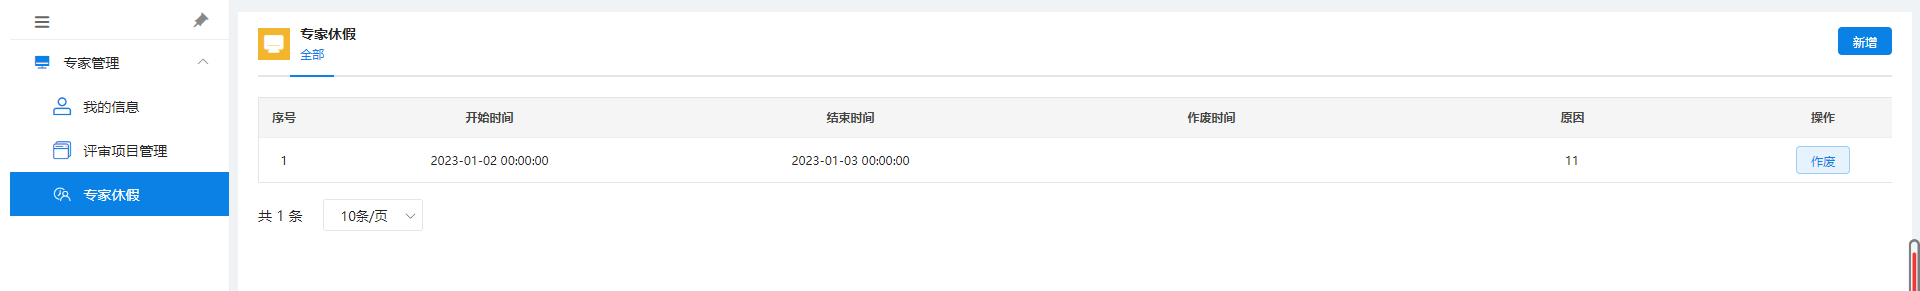 专家管理
我的信息
评审项目管理
专家休假
专家休假
全部
新增
序号 开始时间 结束时间 作废时间 原因 操作
1 2023-01-02 00:00:00 2023-01-03 00:00:00 11 作废
共 1 条 10条/页